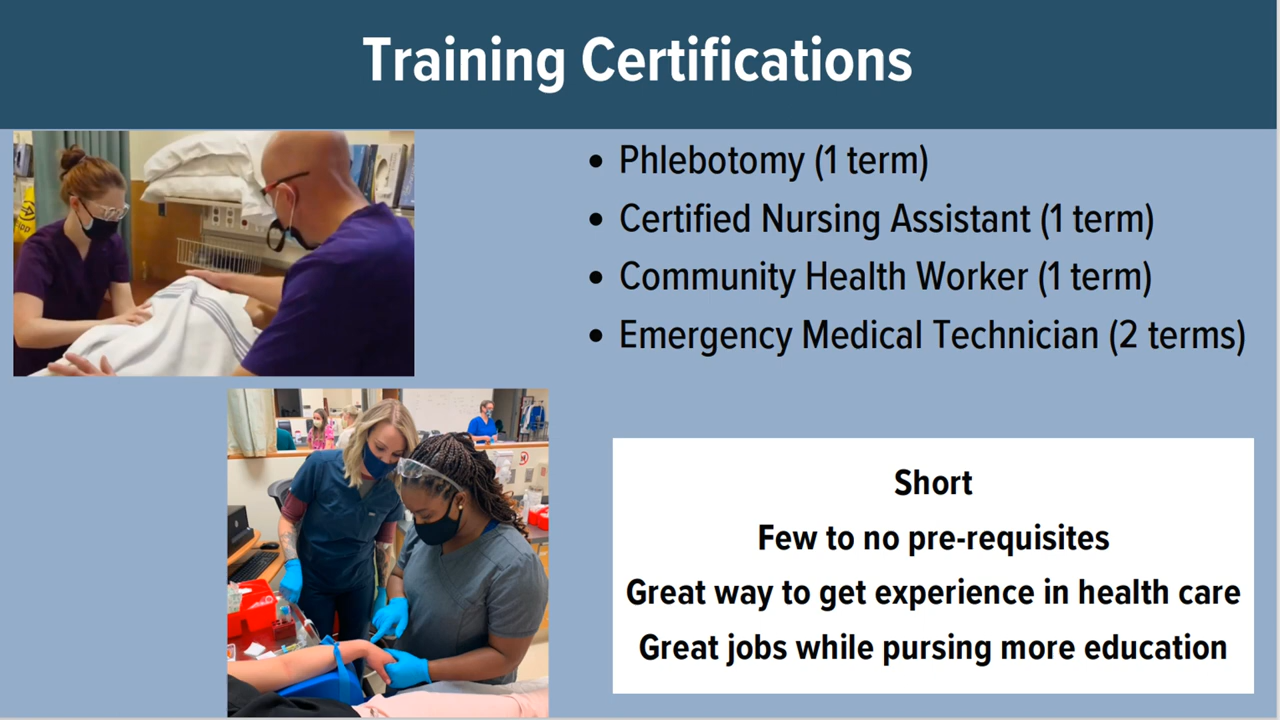 Training Certifications
• Phlebotomy (1 term)
• Certified Nursing Assistant (1 term)
• Community Health Worker (1 term)
• Emergency Medical Technician (2 terms)
Short
Few to no pre-requisites
Great way to get experience in health care
Great jobs while pursing more education